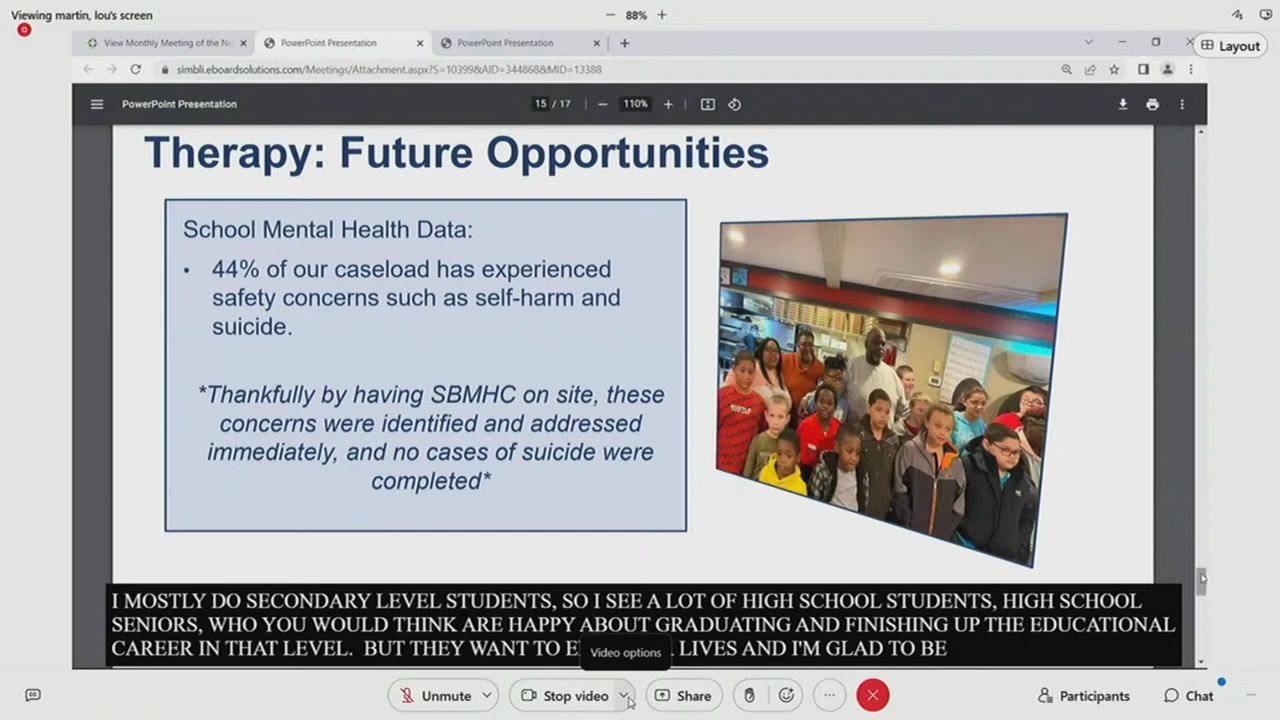 Viewing martin, lou's screen
88%
Layout
View Monthly Meeting of the No
PowerPoint Presentation
PowerPoint Presentation
simbli.eboardsolutions.com/Meetings/Attachment.aspx?S=10399&AID=344868&MID=13388
PowerPoint Presentation
15 / 17
110%
Therapy: Future Opportunities
School Mental Health Data:
• 44% of our caseload has experienced
safety concerns such as self-harm and
suicide.
*Thankfully by having SBMHC on site, these
concerns were identified and addressed
immediately, and no cases of suicide were
completed*
I MOSTLY DO SECONDARY LEVEL STUDENTS, SO I SEE A LOT OF HIGH SCHOOL STUDENTS, HIGH SCHOOL
SENIORS, WHO YOU WOULD THINK ARE HAPPY ABOUT GRADUATING AND FINISHING UP THE EDUCATIONAL
CAREER IN THAT LEVEL. BUT THEY WANT TO LIVES AND I'M GLAD TO BE
Video options
Unmute
Stop video
Share
Participants
Chat